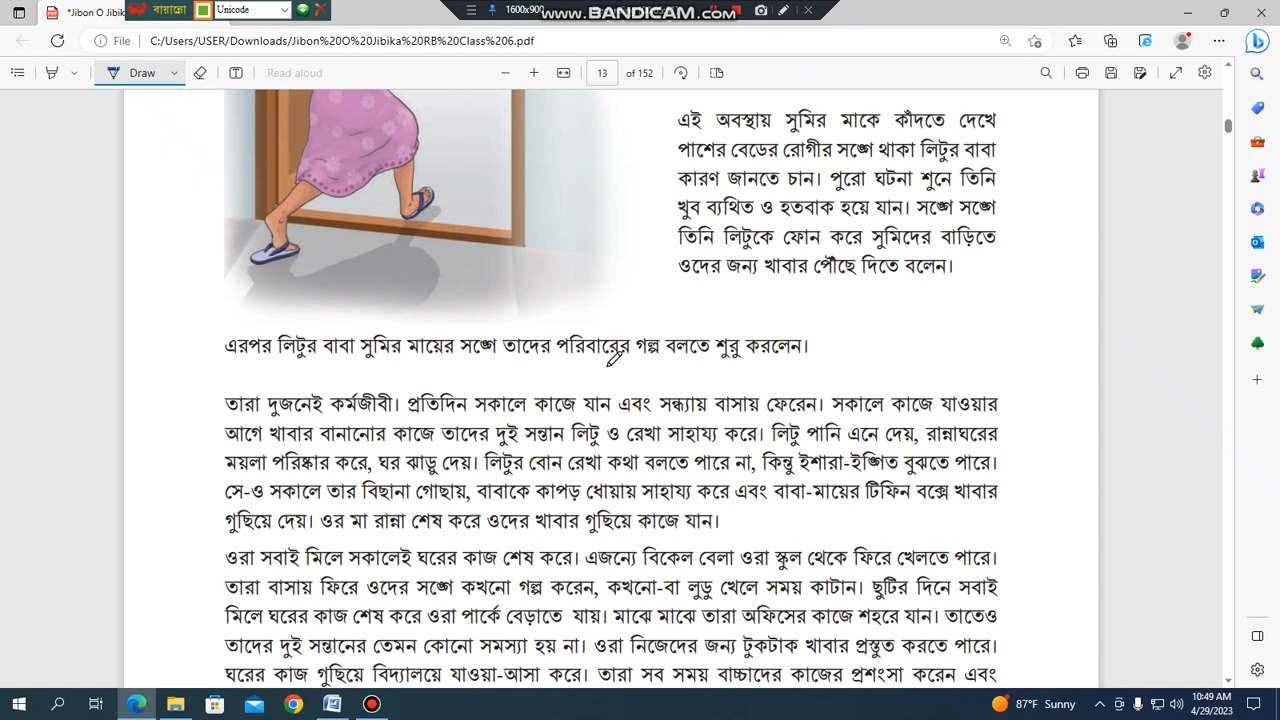 *Jibon O Jibik
বায়ান্নো
Unicode
1600x900
www.BANDICAM.com
File
C:/Users/USER/Downloads/Jibon%20O%20Jibika%20RB%20Class%206.pdf
Draw
Read aloud
13 of 152
এই অবস্থায় সুমির মাকে কাঁদতে দেখে
পাশের বেডের রোগীর সঙ্গে থাকা লিটুর বাবা
কারণ জানতে চান। পুরো ঘটনা শুনে তিনি
খুব ব্যথিত ও হতবাক হয়ে যান। সঙ্গে সঙ্গে
তিনি লিটুকে ফোন করে সুমিদের বাড়িতে
ওদের জন্য খাবার পৌঁছে দিতে বলেন।
এরপর লিটুর বাবা সুমির মায়ের সঙ্গে তাদের পরিবারের গল্প বলতে শুরু করলেন।
তারা দুজনেই কর্মজীবী। প্রতিদিন সকালে কাজে যান এবং সন্ধ্যায় বাসায় ফেরেন। সকালে কাজে যাওয়ার
আগে খাবার বানানোর কাজে তাদের দুই সন্তান লিটু ও রেখা সাহায্য করে। লিটু পানি এনে দেয়, রান্নাঘরের
ময়লা পরিষ্কার করে, ঘর ঝাড়ু দেয়। লিটুর বোন রেখা কথা বলতে পারে না, কিন্তু ইশারা-ইঙ্গিত বুঝতে পারে।
সে-ও সকালে তার বিছানা গোছায়, বাবাকে কাপড় ধোয়ায় সাহায্য করে এবং বাবা-মায়ের টিফিন বক্সে খাবার
গুছিয়ে দেয়। ওর মা রান্না শেষ করে ওদের খাবার গুছিয়ে কাজে যান।
ওরা সবাই মিলে সকালেই ঘরের কাজ শেষ করে। এজন্যে বিকেল বেলা ওরা স্কুল থেকে ফিরে খেলতে পারে।
তারা বাসায় ফিরে ওদের সঙ্গে কখনো গল্প করেন, কখনো-বা লুডু খেলে সময় কাটান। ছুটির দিনে সবাই
মিলে ঘরের কাজ শেষ করে ওরা পার্কে বেড়াতে যায়। মাঝে মাঝে তারা অফিসের কাজে শহরে যান। তাতেও
তাদের দুই সন্তানের তেমন কোনো সমস্যা হয় না। ওরা নিজেদের জন্য টুকটাক খাবার প্রস্তুত করতে পারে।
ঘরের কাজ গুছিয়ে বিদ্যালয়ে যাওয়া-আসা করে। তারা সব সময় বাচ্চাদের কাজের প্রশংসা করেন এবং
87°F Sunny
10:49 AM
4/29/2023